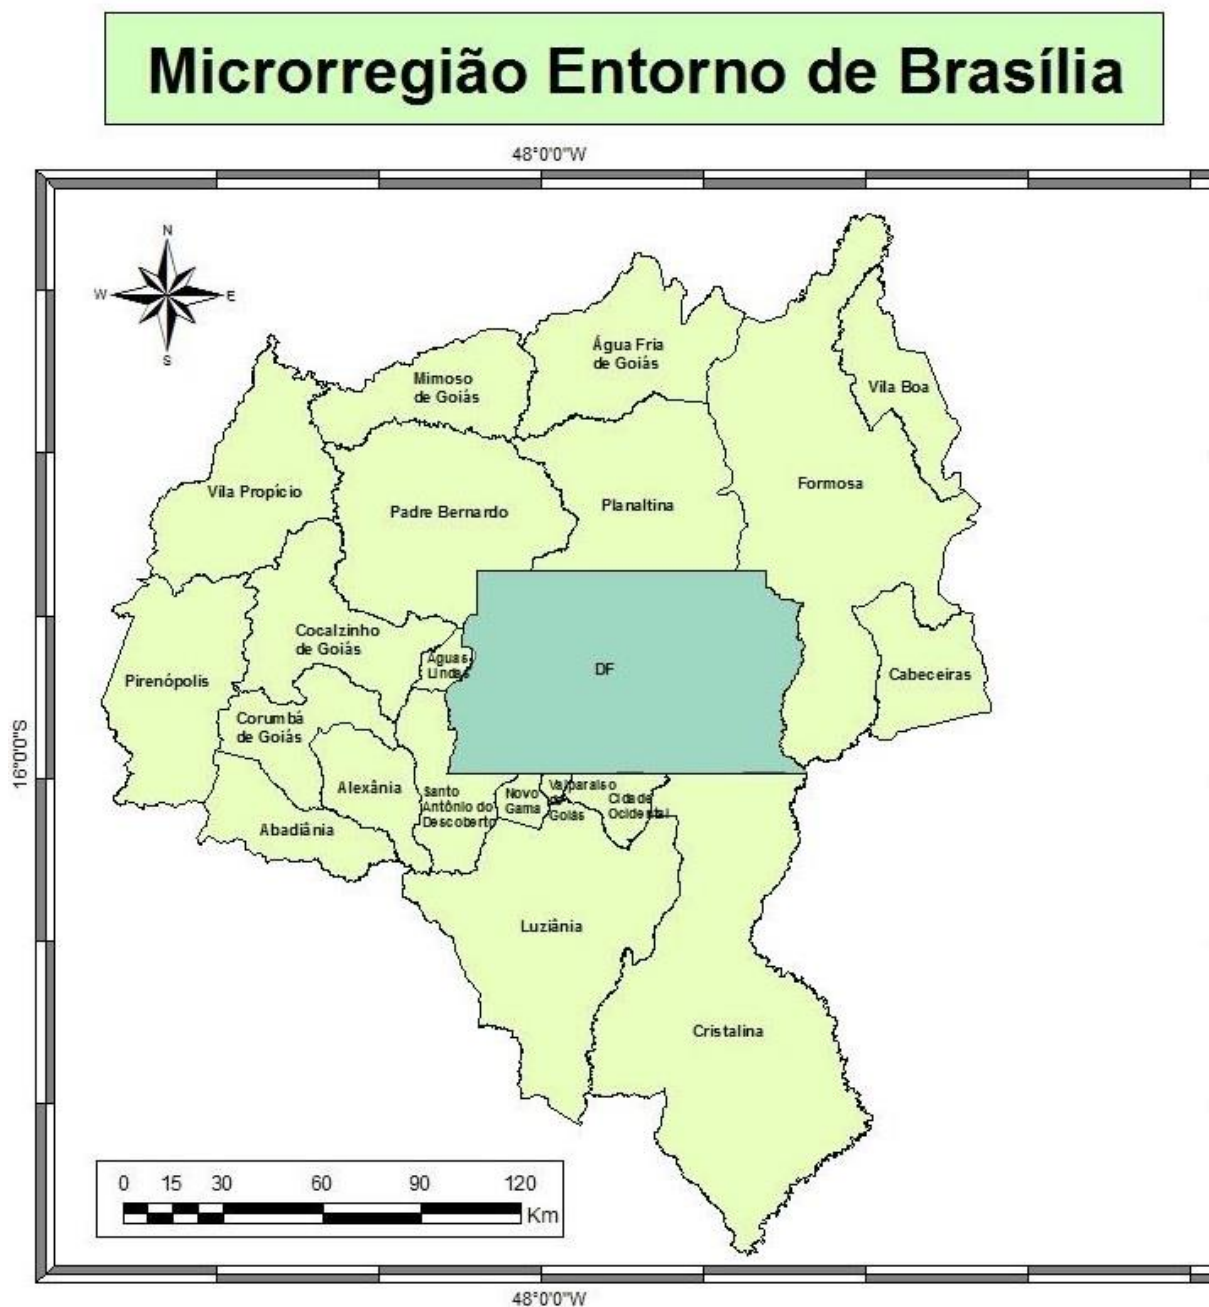 Microrregião Entorno de Brasília
48°0'0"W
N
W
E
S
Água Fria
de Goiás
Mimoso
de Goiás
Vila Boa
Vila Propício
Padre Bernardo
Planaltina
Formosa
Cocalzinho
de Goiás
Águas
Lindas
DF
Pirenópolis
Cabeceiras
Corumbá
de Goiás
16°0'0"S
Alexânia
Santo
Antônio do
Descoberto
Novo
Gama
Valparaiso
de
Goiás
Cidade
Ocidental
Abadiânia
Luziânia
Cristalina
0 15 30 60 90 120
Km
48°0'0"W